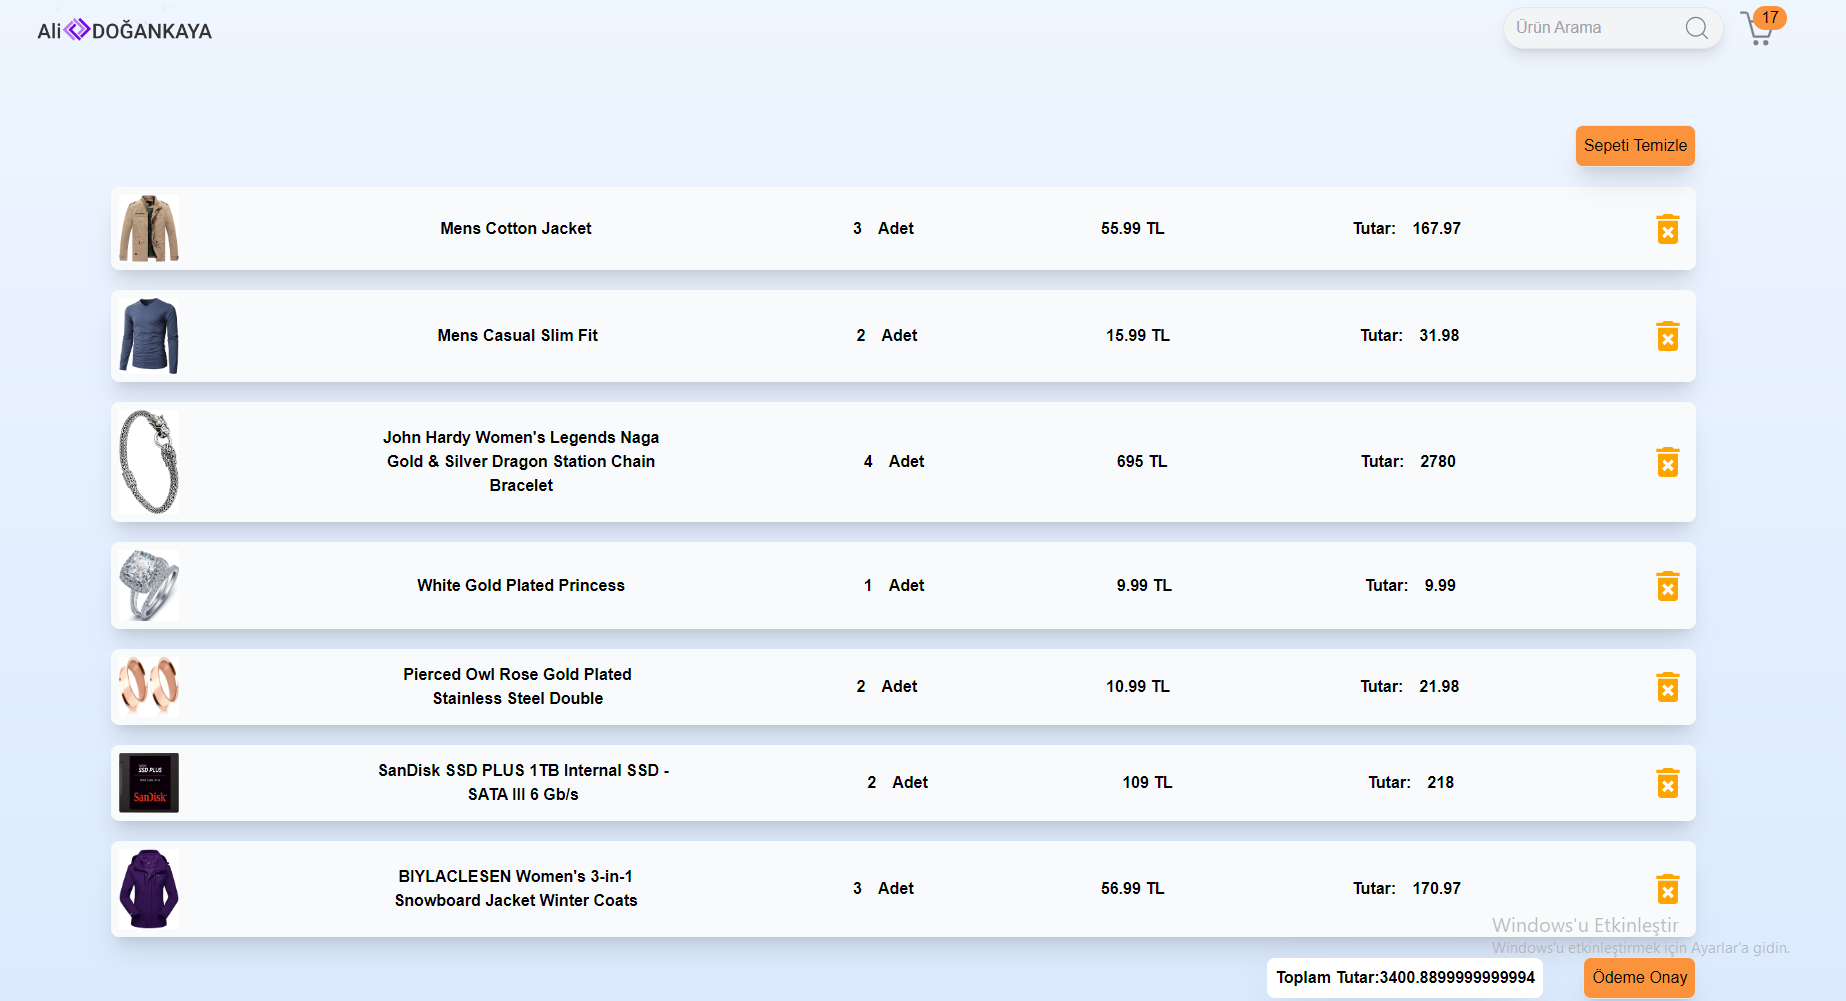 Ali DOĞANKAYA
Ürün Arama
17
Sepeti Temizle
Mens Cotton Jacket 3 Adet 55.99 TL Tutar: 167.97
Mens Casual Slim Fit 2 Adet 15.99 TL Tutar: 31.98
John Hardy Women's Legends Naga
Gold & Silver Dragon Station Chain 4 Adet 695 TL Tutar: 2780
Bracelet
White Gold Plated Princess 1 Adet 9.99 TL Tutar: 9.99
Pierced Owl Rose Gold Plated
Stainless Steel Double
2 Adet 10.99 TL Tutar: 21.98
SSD PLUS
SanDisk
SanDisk SSD PLUS 1TB Internal SSD -
SATA III 6 Gb/s
2 Adet 109 TL Tutar: 218
BIYLACLESEN Women's 3-in-1
Snowboard Jacket Winter Coats
3 Adet 56.99 TL Tutar: 170.97
Windows'u Etkinleştir
Windows'u etkinleştirmek için Ayarlar'a gidin.
Toplam Tutar:3400.8899999999994
Ödeme Onay